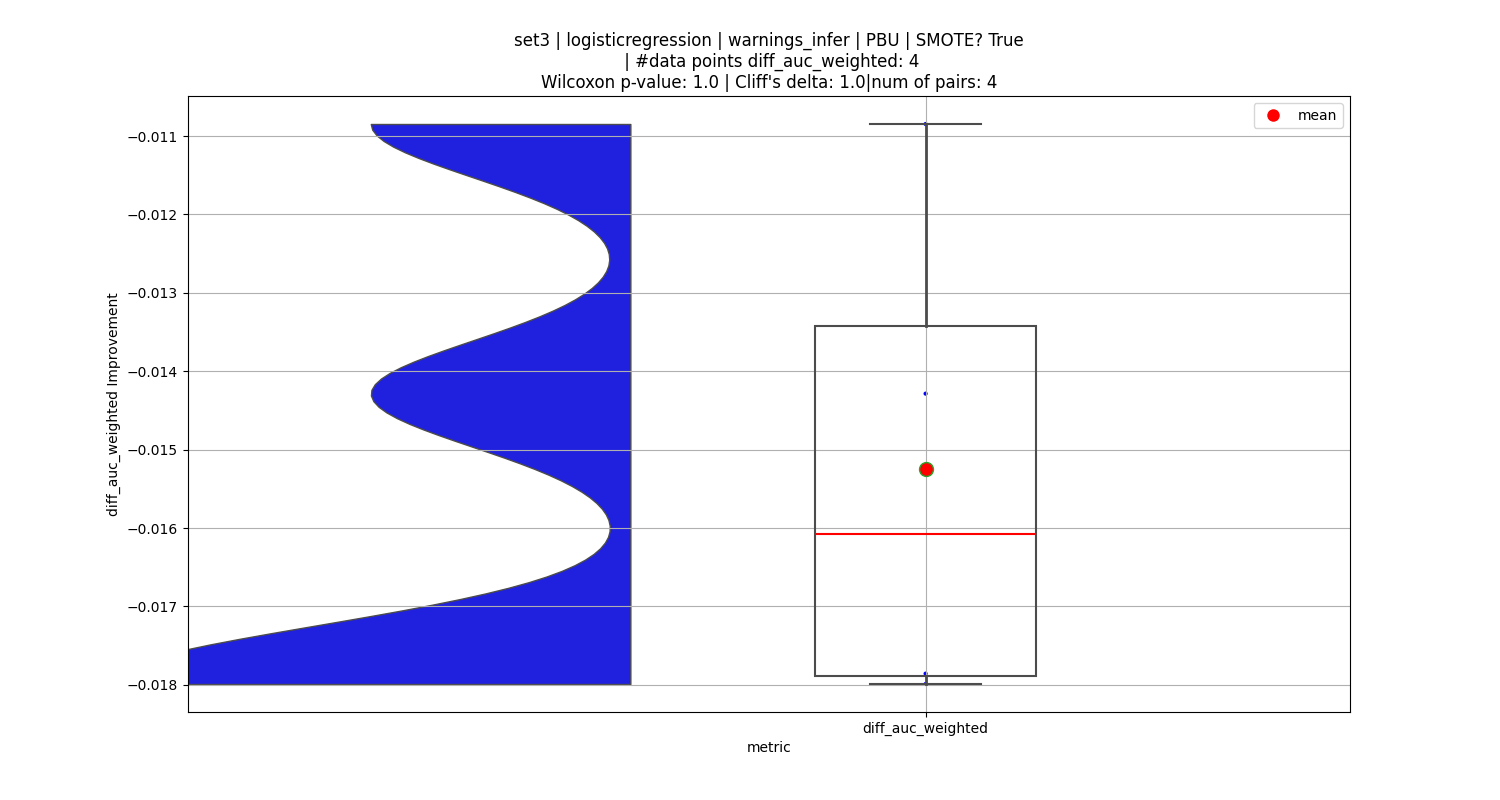 set3 | logisticregression | warnings_infer | PBU | SMOTE? True
| #data points diff_auc_weighted: 4
Wilcoxon p-value: 1.0 | Cliff's delta: 1.0|num of pairs: 4
mean
−0.011
−0.012
−0.013
−0.014
−0.015
−0.016
−0.017
−0.018
diff_auc_weighted Improvement
diff_auc_weighted
metric